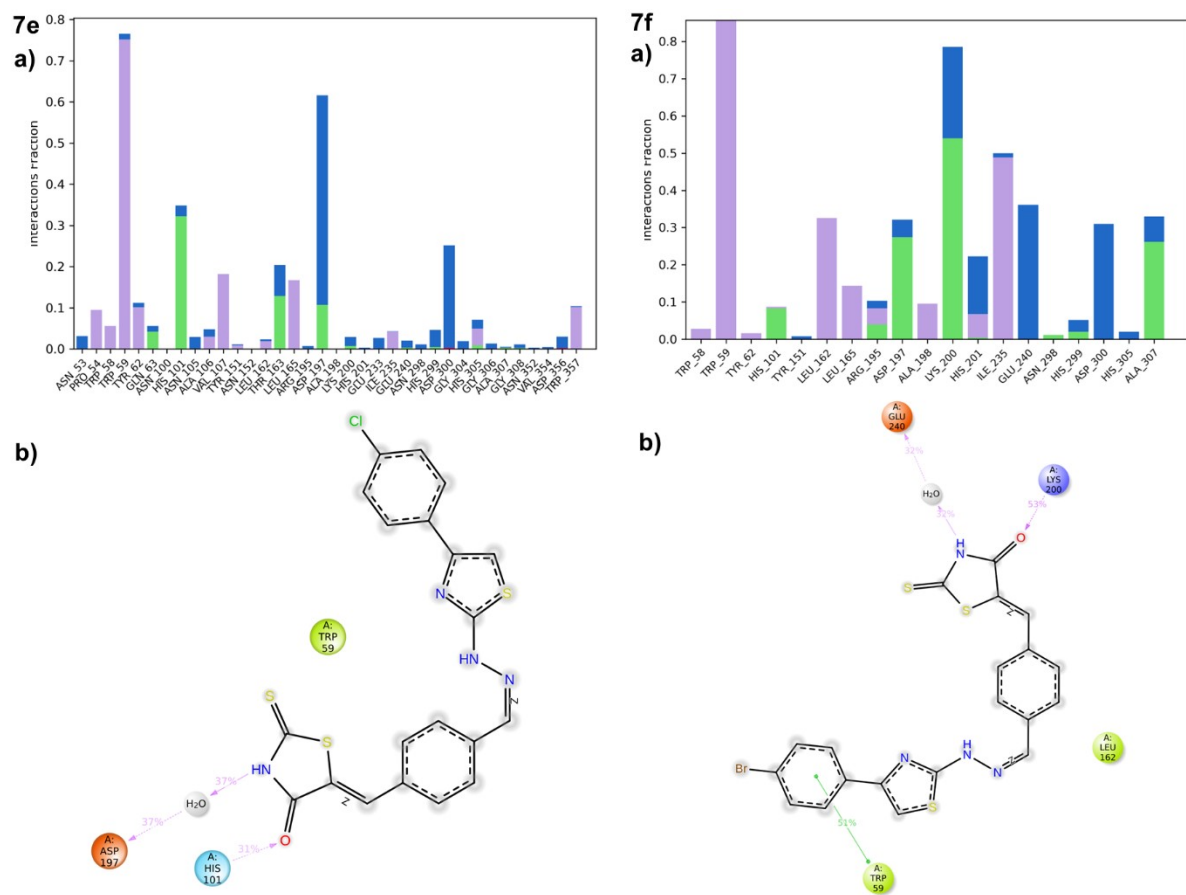 7e
a)
0.8
0.7
0.6
0.5
0.4
0.3
0.2
0.1
0.0
Interactions Fraction
ASN_53
PRO_54
TRP_58
TRP_59
TYR_62
GLN_63
ASN_100
HIS_101
ASN_105
ALA_106
VAL_107
TYR_151
ASN_152
LEU_162
THR_163
LEU_165
ARG_195
ASP_197
ALA_198
LYS_200
HIS_201
GLU_233
ILE_235
GLU_240
ASN_298
HIS_299
ASP_300
GLY_304
HIS_305
GLY_306
ALA_307
GLY_308
ASN_352
VAL_354
ASP_356
TRP_357
7f
a)
0.8
0.7
0.6
0.5
0.4
0.3
0.2
0.1
0.0
Interactions Fraction
TRP_58
TRP_59
TYR_62
HIS_101
TYR_151
LEU_162
LEU_165
ARG_195
ASP_197
ALA_198
LYS_200
HIS_201
ILE_235
GLU_240
ASN_298
HIS_299
ASP_300
HIS_305
ALA_307
b)
Cl
N
S
HN
N
Z
A:
TRP
59
S
S
HN
Z
O
37%
H₂O
37%
31%
A:
ASP
197
A:
HIS
101
b)
A:
GLU
240
32%
H₂O
32%
A:
LYS
200
53%
H
N
O
S
S
Z
A:
LEU
162
Br
N
H
N
N
Z
S
51%
A:
TRP
59